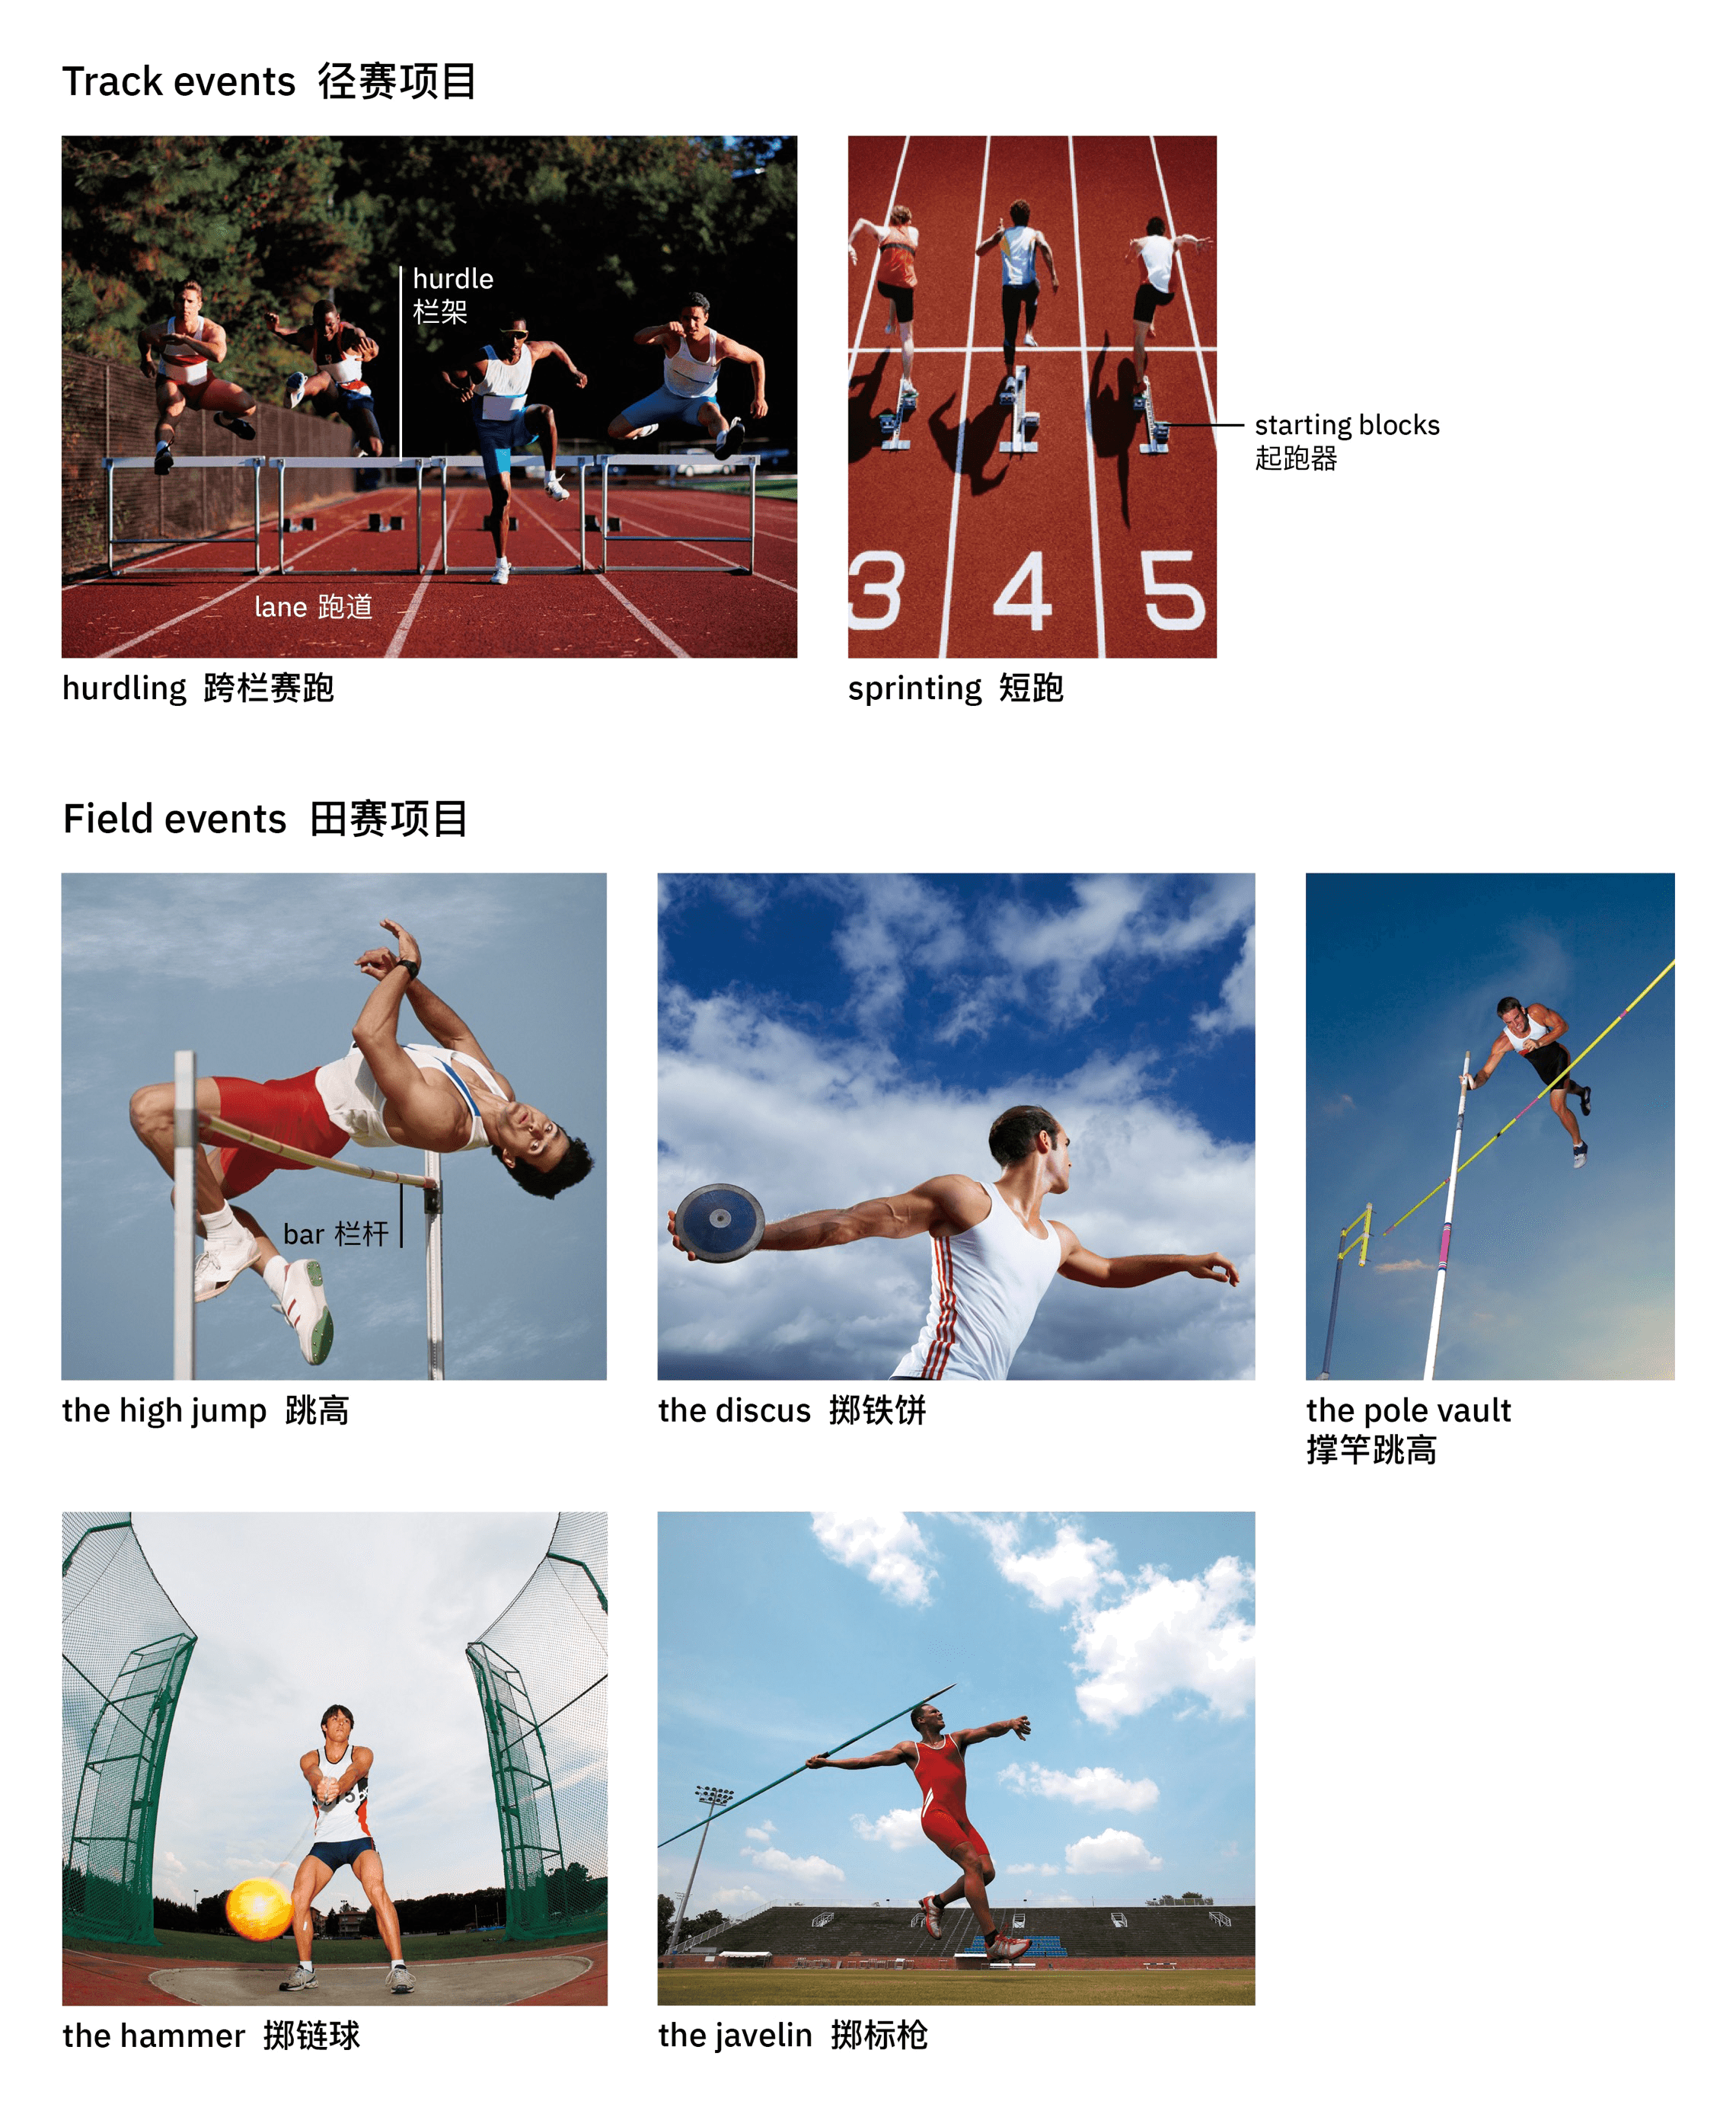 Track events 径赛项目
hurdle
栏架
lane 跑道
hurdling 跨栏赛跑
3 4 5
starting blocks
起跑器
sprinting 短跑
Field events 田赛项目
bar 栏杆
the high jump 跳高
the discus 掷铁饼
the pole vault
撑竿跳高
the hammer 掷链球
the javelin 掷标枪